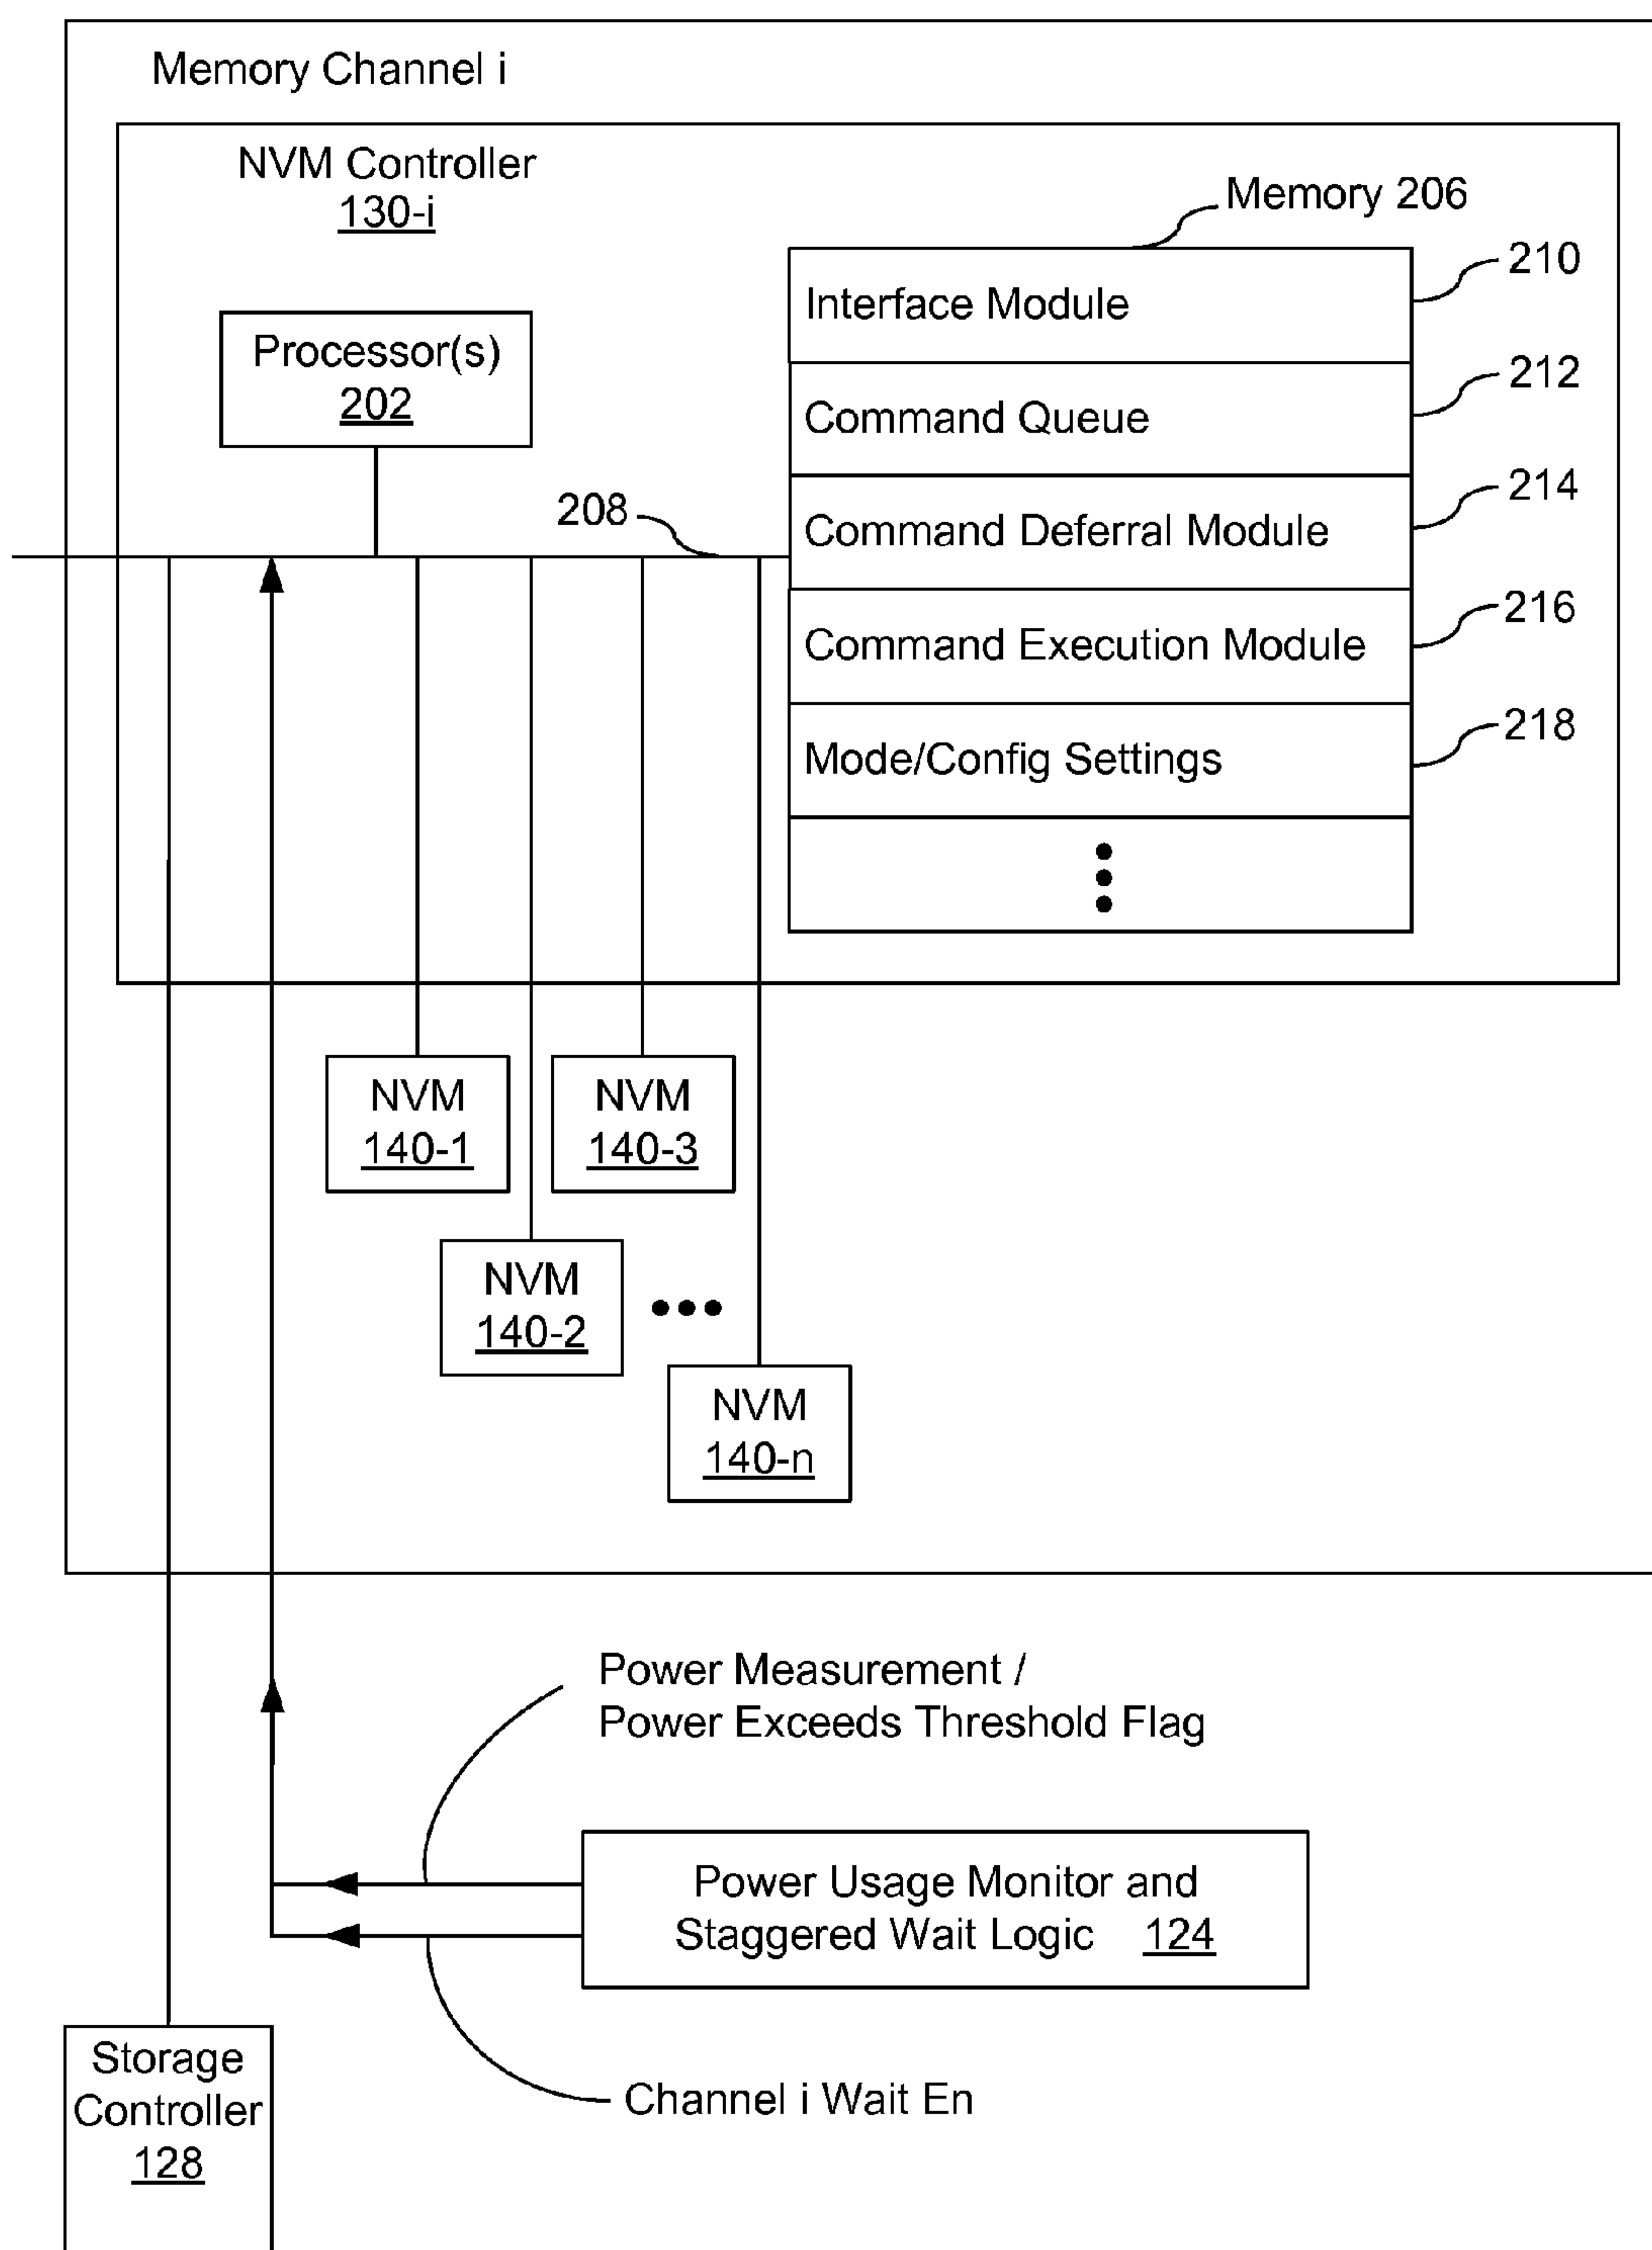 Memory Channel i
NVM Controller
130-i
Memory 206
Processor(s)
202
208
Interface Module
210
Command Queue
212
Command Deferral Module
214
Command Execution Module
216
Mode/Config Settings
218
NVM
140-1
NVM
140-3
NVM
140-2
NVM
140-n
Power Measurement /
Power Exceeds Threshold Flag
Power Usage Monitor and
Staggered Wait Logic 124
Channel i Wait En
Storage
Controller
128